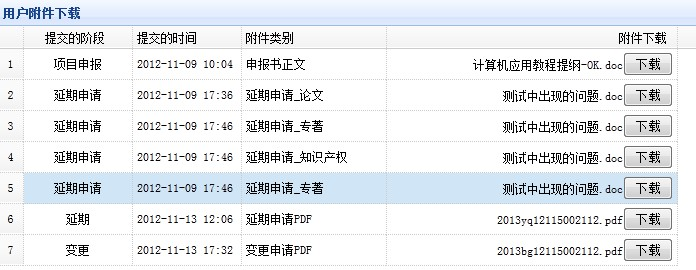 用户附件下载
提交的阶段 提交的时间 附件类别 附件下载
1 项目申报 2012-11-09 10:04 申报书正文 计算机应用教程提纲-OK.doc 下载
2 延期申请 2012-11-09 17:36 延期申请_论文 测试中出现的问题.doc 下载
3 延期申请 2012-11-09 17:46 延期申请_专著 测试中出现的问题.doc 下载
4 延期申请 2012-11-09 17:46 延期申请_知识产权 测试中出现的问题.doc 下载
5 延期申请 2012-11-09 17:46 延期申请_专著 测试中出现的问题.doc 下载
6 延期 2012-11-13 12:06 延期申请PDF 2013yq12115002112.pdf 下载
7 变更 2012-11-13 17:32 变更申请PDF 2013bg12115002112.pdf 下载